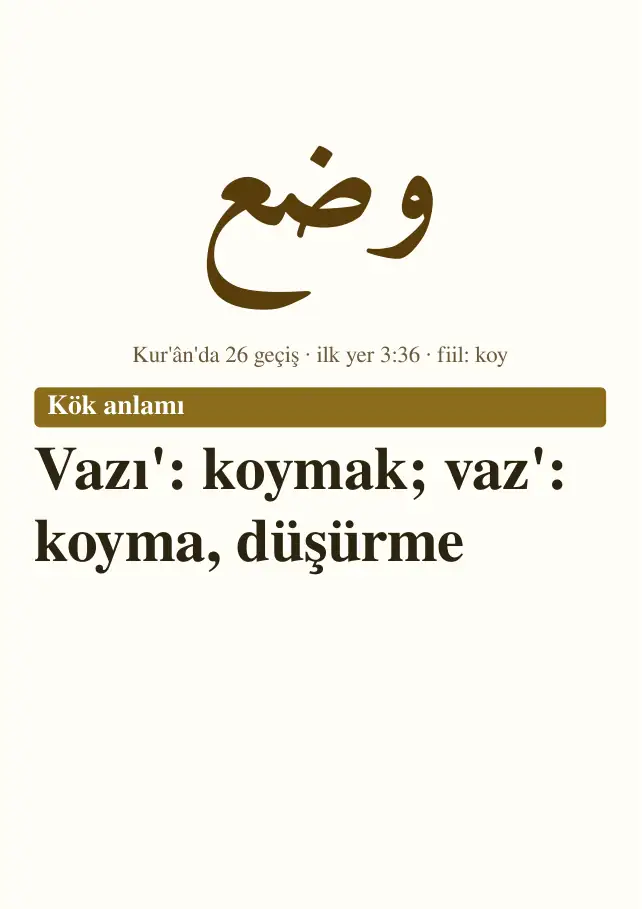 وضع
Kur'ân'da 26 geçiş · ilk yer 3:36 · fiil: koy
Kök anlamı
Vazı': koymak; vaz':
koyma, düşürme